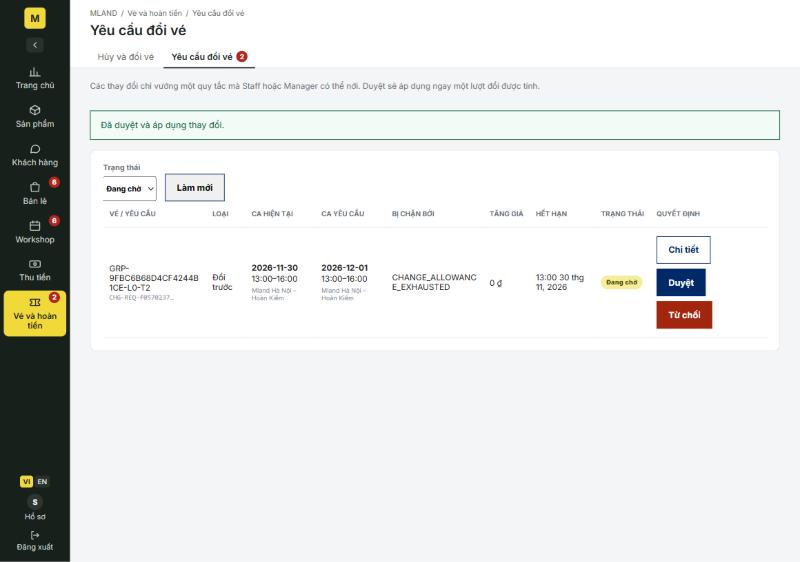 M
MLAND / Vé và hoàn tiền / Yêu cầu đổi vé
Yêu cầu đổi vé
Hủy và đổi vé
Yêu cầu đổi vé 2
Các thay đổi chỉ vướng một quy tắc mà Staff hoặc Manager có thể nới. Duyệt sẽ áp dụng ngay một lượt đổi được tính.
Đã duyệt và áp dụng thay đổi.
Trang chủ
Sản phẩm
Khách hàng
6
Bán lẻ
6
Workshop
Thu tiền
2
Vé và hoàn
tiền
VI EN
S
Hồ sơ
Đăng xuất
Trạng thái
Đang chờ
Làm mới
VÉ / YÊU CẦU LOẠI CA HIỆN TẠI CA YÊU CẦU BỊ CHẶN BỞI TĂNG GIÁ HẾT HẠN TRẠNG THÁI QUYẾT ĐỊNH
GRP-
9FBC6B68D4CF4244B
1CE-L0-T2
CHG-REQ-F0570237…
Đổi
trước
2026-11-30
13:00–16:00
Mland Hà Nội -
Hoàn Kiếm
2026-12-01
13:00–16:00
Mland Hà Nội -
Hoàn Kiếm
CHANGE_ALLOWANC
E_EXHAUSTED
0 ₫
13:00 30 thg
11, 2026
Đang chờ
Chi tiết
Duyệt
Từ chối